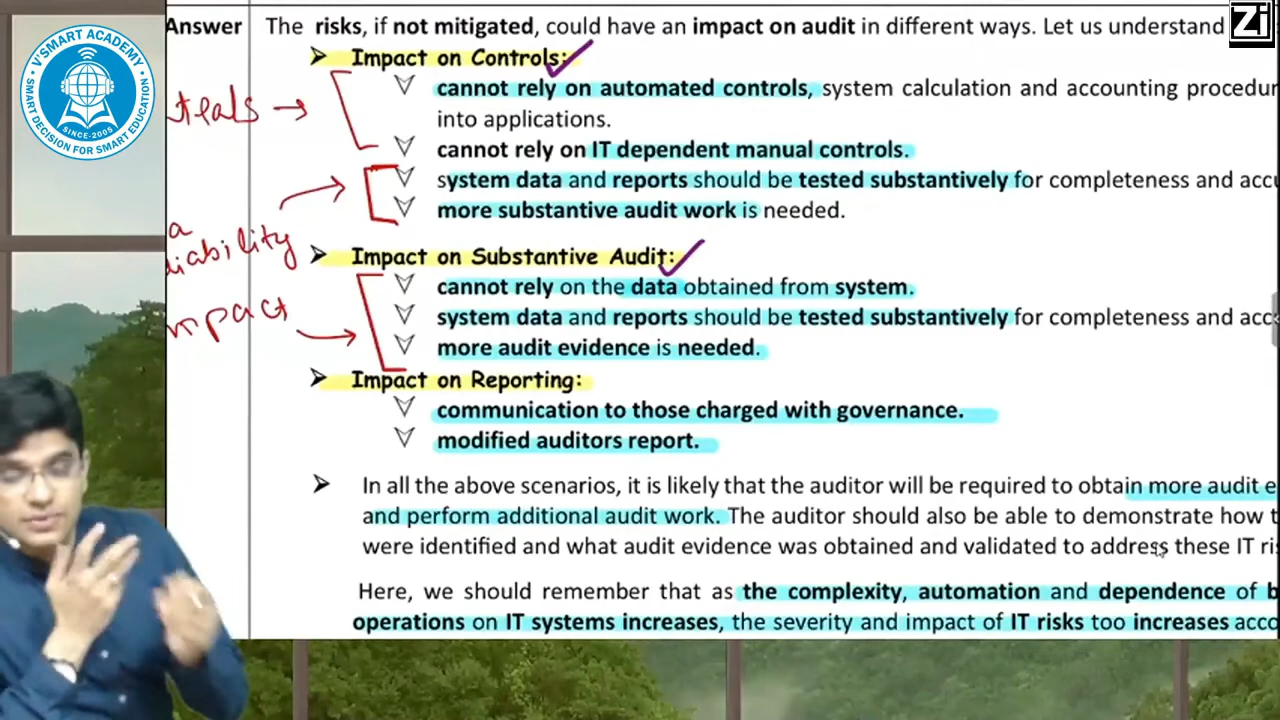 Zi
V'SMART ACADEMY
SINCE-2005
SMART DECISION FOR SMART EDUCATION
Answer The risks, if not mitigated, could have an impact on audit in different ways. Let us understand
Impact on Controls:
cannot rely on automated controls, system calculation and accounting
into applications.
cannot rely on IT dependent manual controls.
system data and reports should be tested substantively for completeness and
more substantive audit work is needed.
Impact on Substantive Audit:
cannot rely on the data obtained from system.
system data and reports should be tested substantively for completeness and
more audit evidence is needed.
Impact on Reporting:
communication to those charged with governance.
modified auditors report.
In all the above scenarios, it is likely that the auditor will be required to obtain more audit
and perform additional audit work. The auditor should also be able to demonstrate how
were identified and what audit evidence was obtained and validated to address these IT
Here, we should remember that as the complexity, automation and dependence of
operations on IT systems increases, the severity and impact of IT risks too increases